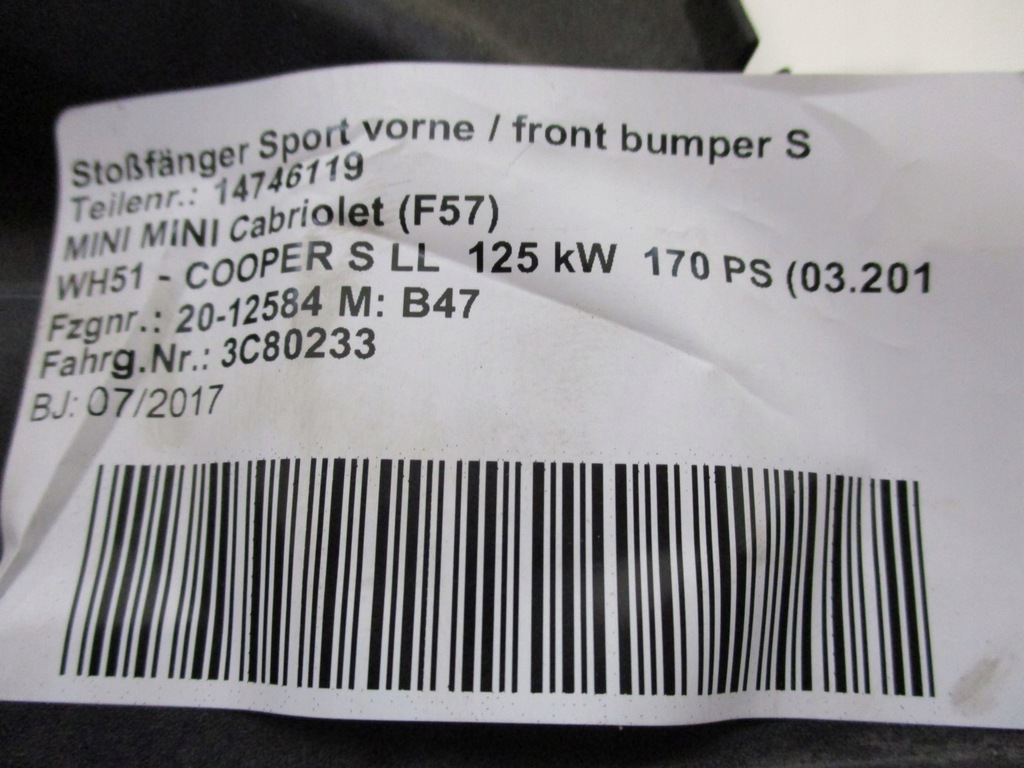 Stoßfänger Sport vorne / front bumper S
Teilenr.: 14746119
MINI MINI Cabriolet (F57)
WH51 - COOPER S LL 125 kW 170 PS (03.201
Fzgnr.: 20-12584 M: B47
Fahrg.Nr.: 3C80233
BJ: 07/2017